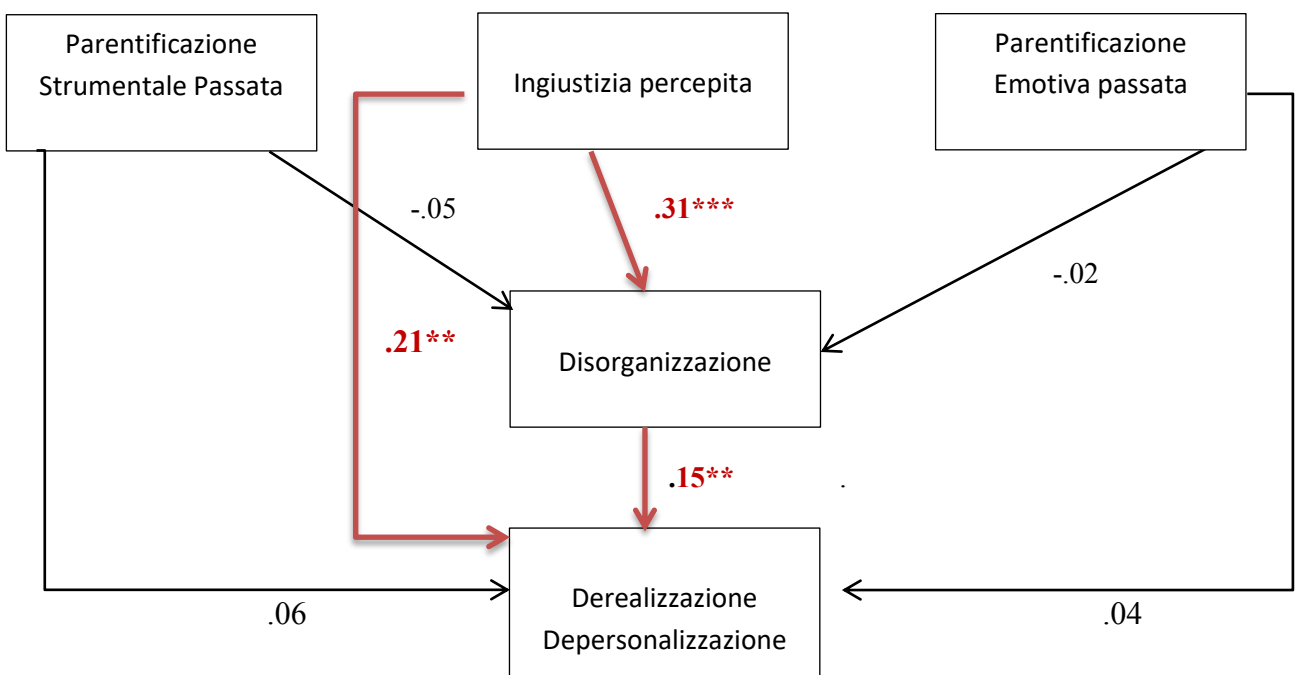 Parentificazione
Strumentale Passata
Ingiustizia percepita
Parentificazione
Emotiva passata
-.05
.31***
-.02
.21**
Disorganizzazione
.15**
.
.06
Derealizzazione
Depersonalizzazione
.04